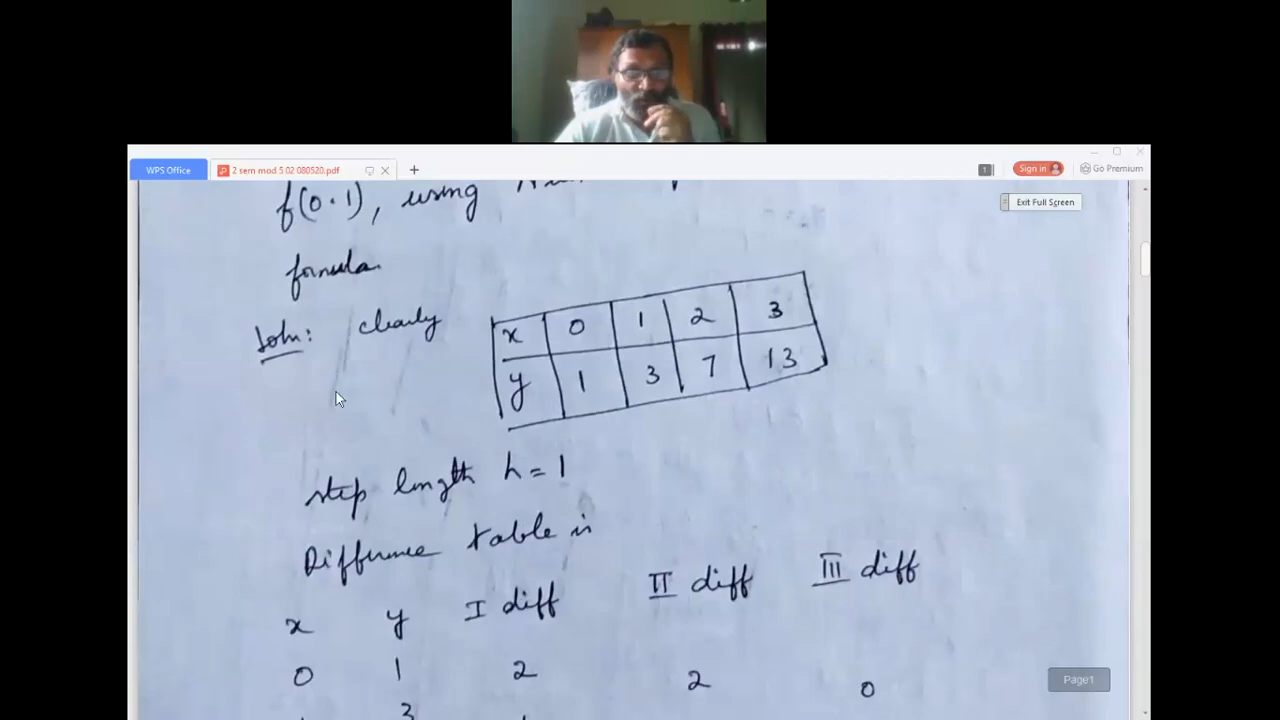 WPS Office
2 sem mod 5 02 080520.pdf
1
Sign in
Go Premium
Exit Full Screen
f(0.1), using
formula.
Soln: clearly
x 0 1 2 3
y 1 3 7 13
step length h = 1
Difference table is
x y I diff II diff III diff
0 1 2 2 0
3
Page1